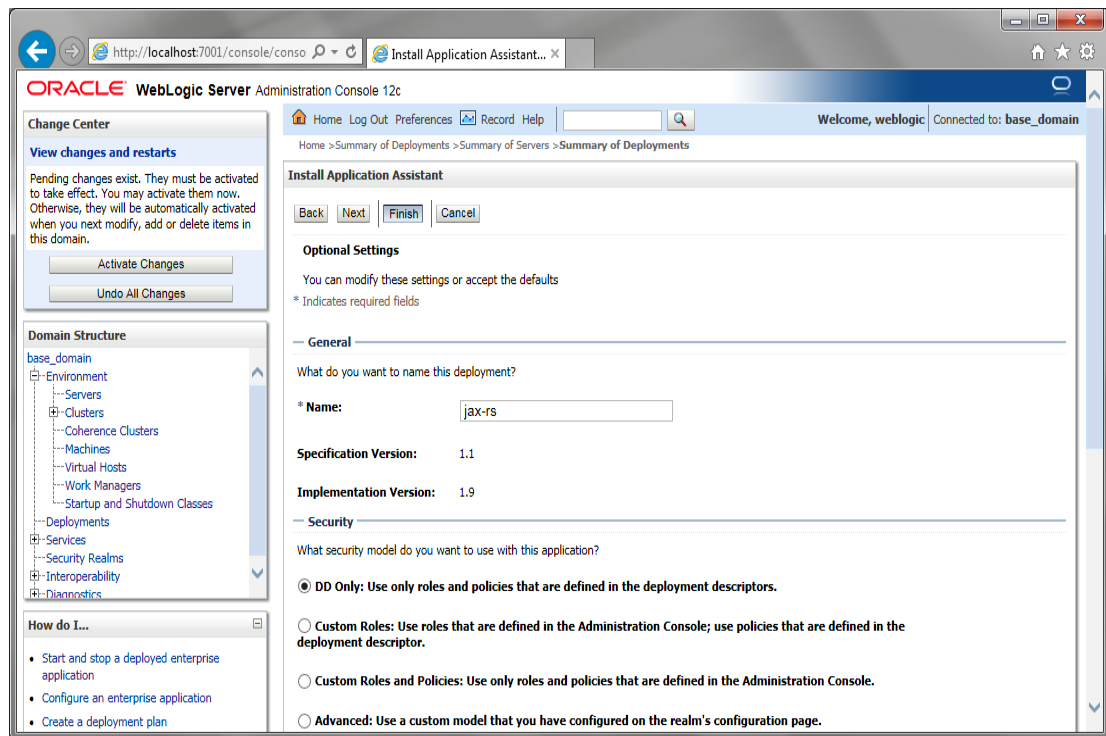 http://localhost:7001/console/conso
Install Application Assistant...
ORACLE WebLogic Server Administration Console 12c
Change Center
View changes and restarts
Pending changes exist. They must be activated
to take effect. You may activate them now.
Otherwise, they will be automatically activated
when you next modify, add or delete items in
this domain.
Activate Changes
Undo All Changes
Domain Structure
base_domain
Environment
Servers
Clusters
Coherence Clusters
Machines
Virtual Hosts
Work Managers
Startup and Shutdown Classes
Deployments
Services
Security Realms
Interoperability
Diagnostics
How do I...
Start and stop a deployed enterprise
application
Configure an enterprise application
Create a deployment plan
Home Log Out Preferences Record Help
Welcome, weblogic Connected to: base_domain
Home >Summary of Deployments >Summary of Servers >Summary of Deployments
Install Application Assistant
Back Next Finish Cancel
Optional Settings
You can modify these settings or accept the defaults
* Indicates required fields
General
What do you want to name this deployment?
* Name: jax-rs
Specification Version: 1.1
Implementation Version: 1.9
Security
What security model do you want to use with this application?
DD Only: Use only roles and policies that are defined in the deployment descriptors.
Custom Roles: Use roles that are defined in the Administration Console; use policies that are defined in the
deployment descriptor.
Custom Roles and Policies: Use only roles and policies that are defined in the Administration Console.
Advanced: Use a custom model that you have configured on the realm's configuration page.